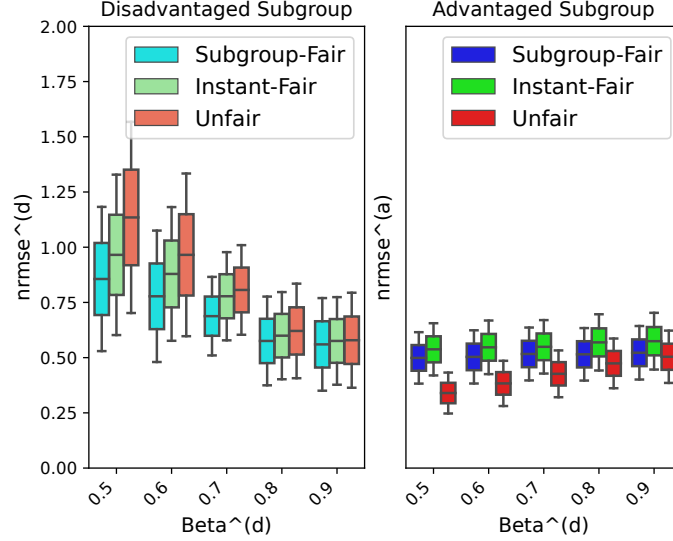 Disadvantaged Subgroup
Advantaged Subgroup
2.00
1.75
1.50
1.25
1.00
0.75
0.50
0.25
0.00
nrmse^(d)
Subgroup-Fair
Instant-Fair
Unfair
0.5
0.6
0.7
0.8
0.9
Beta^(d)
nrmse^(a)
Subgroup-Fair
Instant-Fair
Unfair
0.5
0.6
0.7
0.8
0.9
Beta^(d)